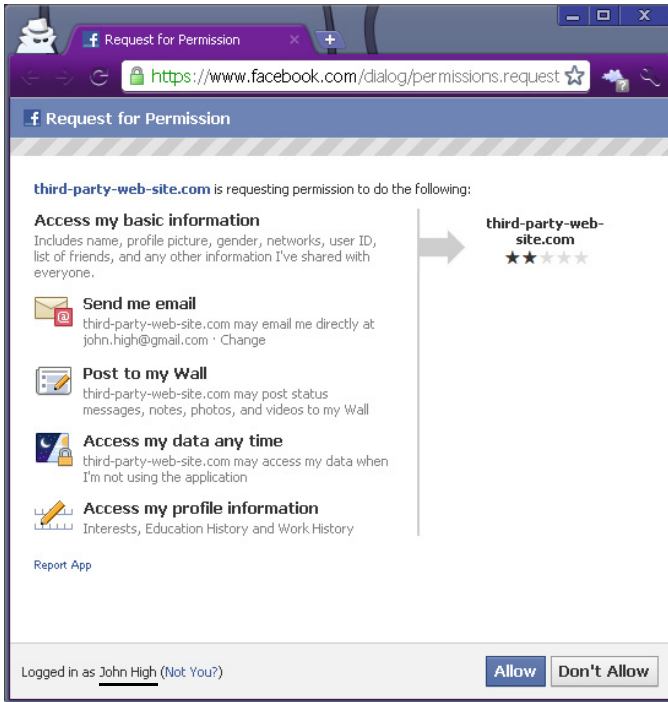 Request for Permission
https://www.facebook.com/dialog/permissions.request
Request for Permission
third-party-web-site.com is requesting permission to do the following:
Access my basic information
Includes name, profile picture, gender, networks, user ID,
list of friends, and any other information I've shared with
everyone.
third-party-web-
site.com
Send me email
third-party-web-site.com may email me directly at
john.high@gmail.com · Change
Post to my Wall
third-party-web-site.com may post status
messages, notes, photos, and videos to my Wall
Access my data any time
third-party-web-site.com may access my data when
I'm not using the application
Access my profile information
Interests, Education History and Work History
Report App
Logged in as John High (Not You?)
Allow
Don't Allow